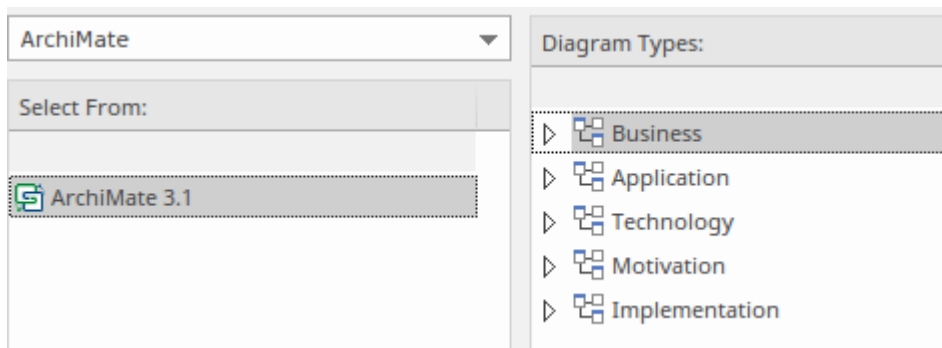 ArchiMate
Select From:
ArchiMate 3.1
Diagram Types:
Business
Application
Technology
Motivation
Implementation